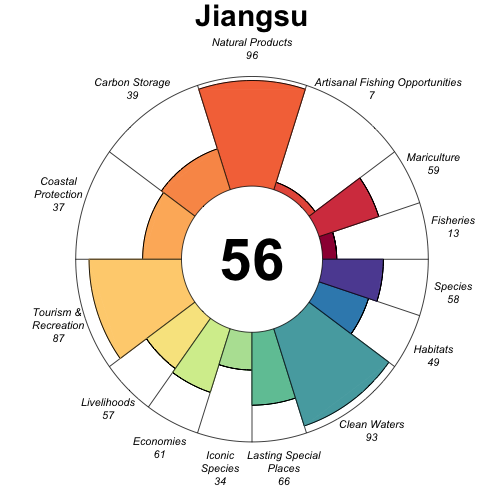 Jiangsu
Natural Products
96
Carbon Storage
39
Artisanal Fishing Opportunities
7
Mariculture
59
Coastal
Protection
37
Fisheries
13
56
Species
58
Tourism &
Recreation
87
Habitats
49
Livelihoods
57
Clean Waters
93
Economies
61
Iconic
Species
34
Lasting Special
Places
66